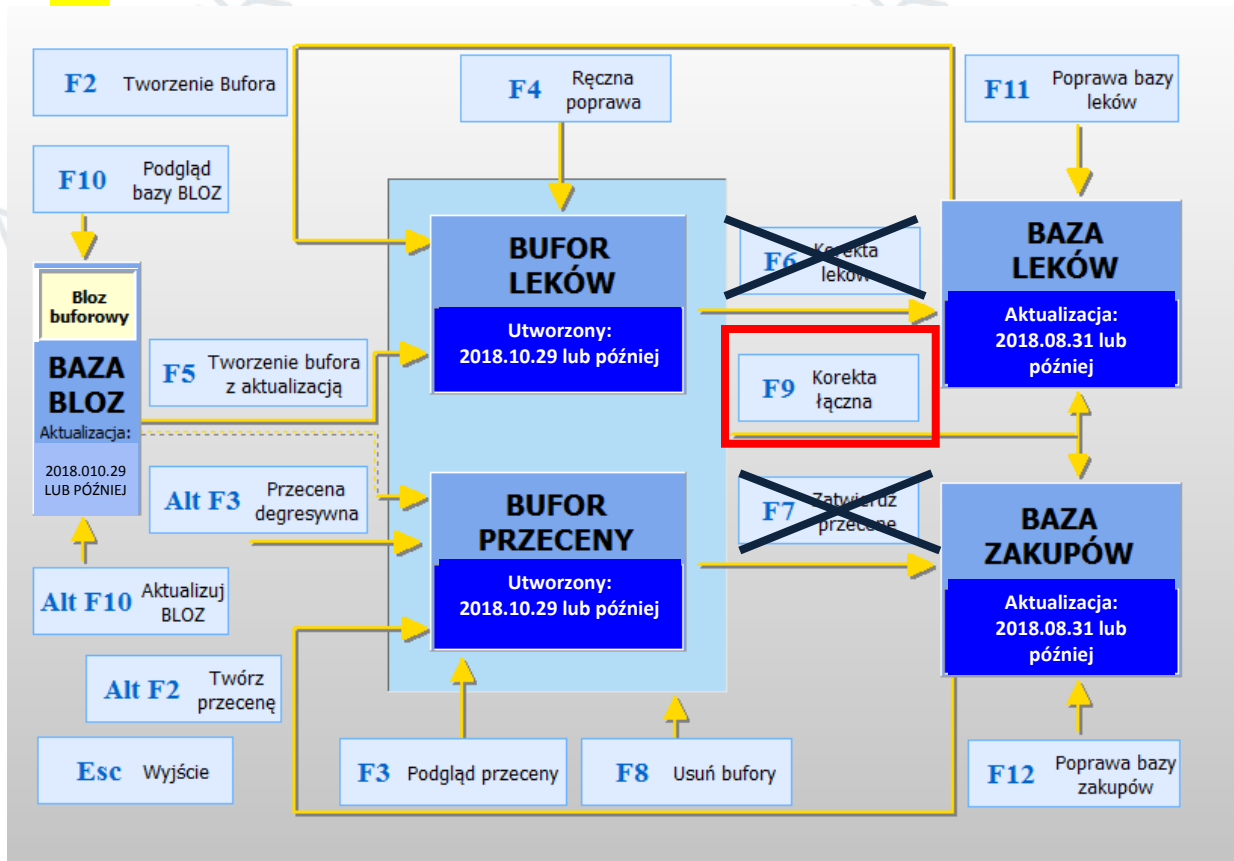 F2 Tworzenie Bufora
F4 Ręczna
poprawa
F11 Poprawa bazy
leków
F10 Podgląd
bazy BLOZ
Bloz
buforowy
BAZA
BLOZ
Aktualizacja:
2018.010.29
LUB PÓŹNIEJ
BUFOR
LEKÓW
Utworzony:
2018.10.29 lub później
F6 Korekta
leków
BAZA
LEKÓW
Aktualizacja:
2018.08.31 lub
później
F5 Tworzenie bufora
z aktualizacją
F9 Korekta
łączna
Alt F3 Przecena
degresywna
BUFOR
PRZECENY
Utworzony:
2018.10.29 lub później
F7 Zatwierdź
przecenę
BAZA
ZAKUPÓW
Aktualizacja:
2018.08.31 lub
później
Alt F10 Aktualizuj
BLOZ
Alt F2 Twórz
przecenę
Esc Wyjście
F3 Podgląd przeceny
F8 Usuń bufory
F12 Poprawa bazy
zakupów